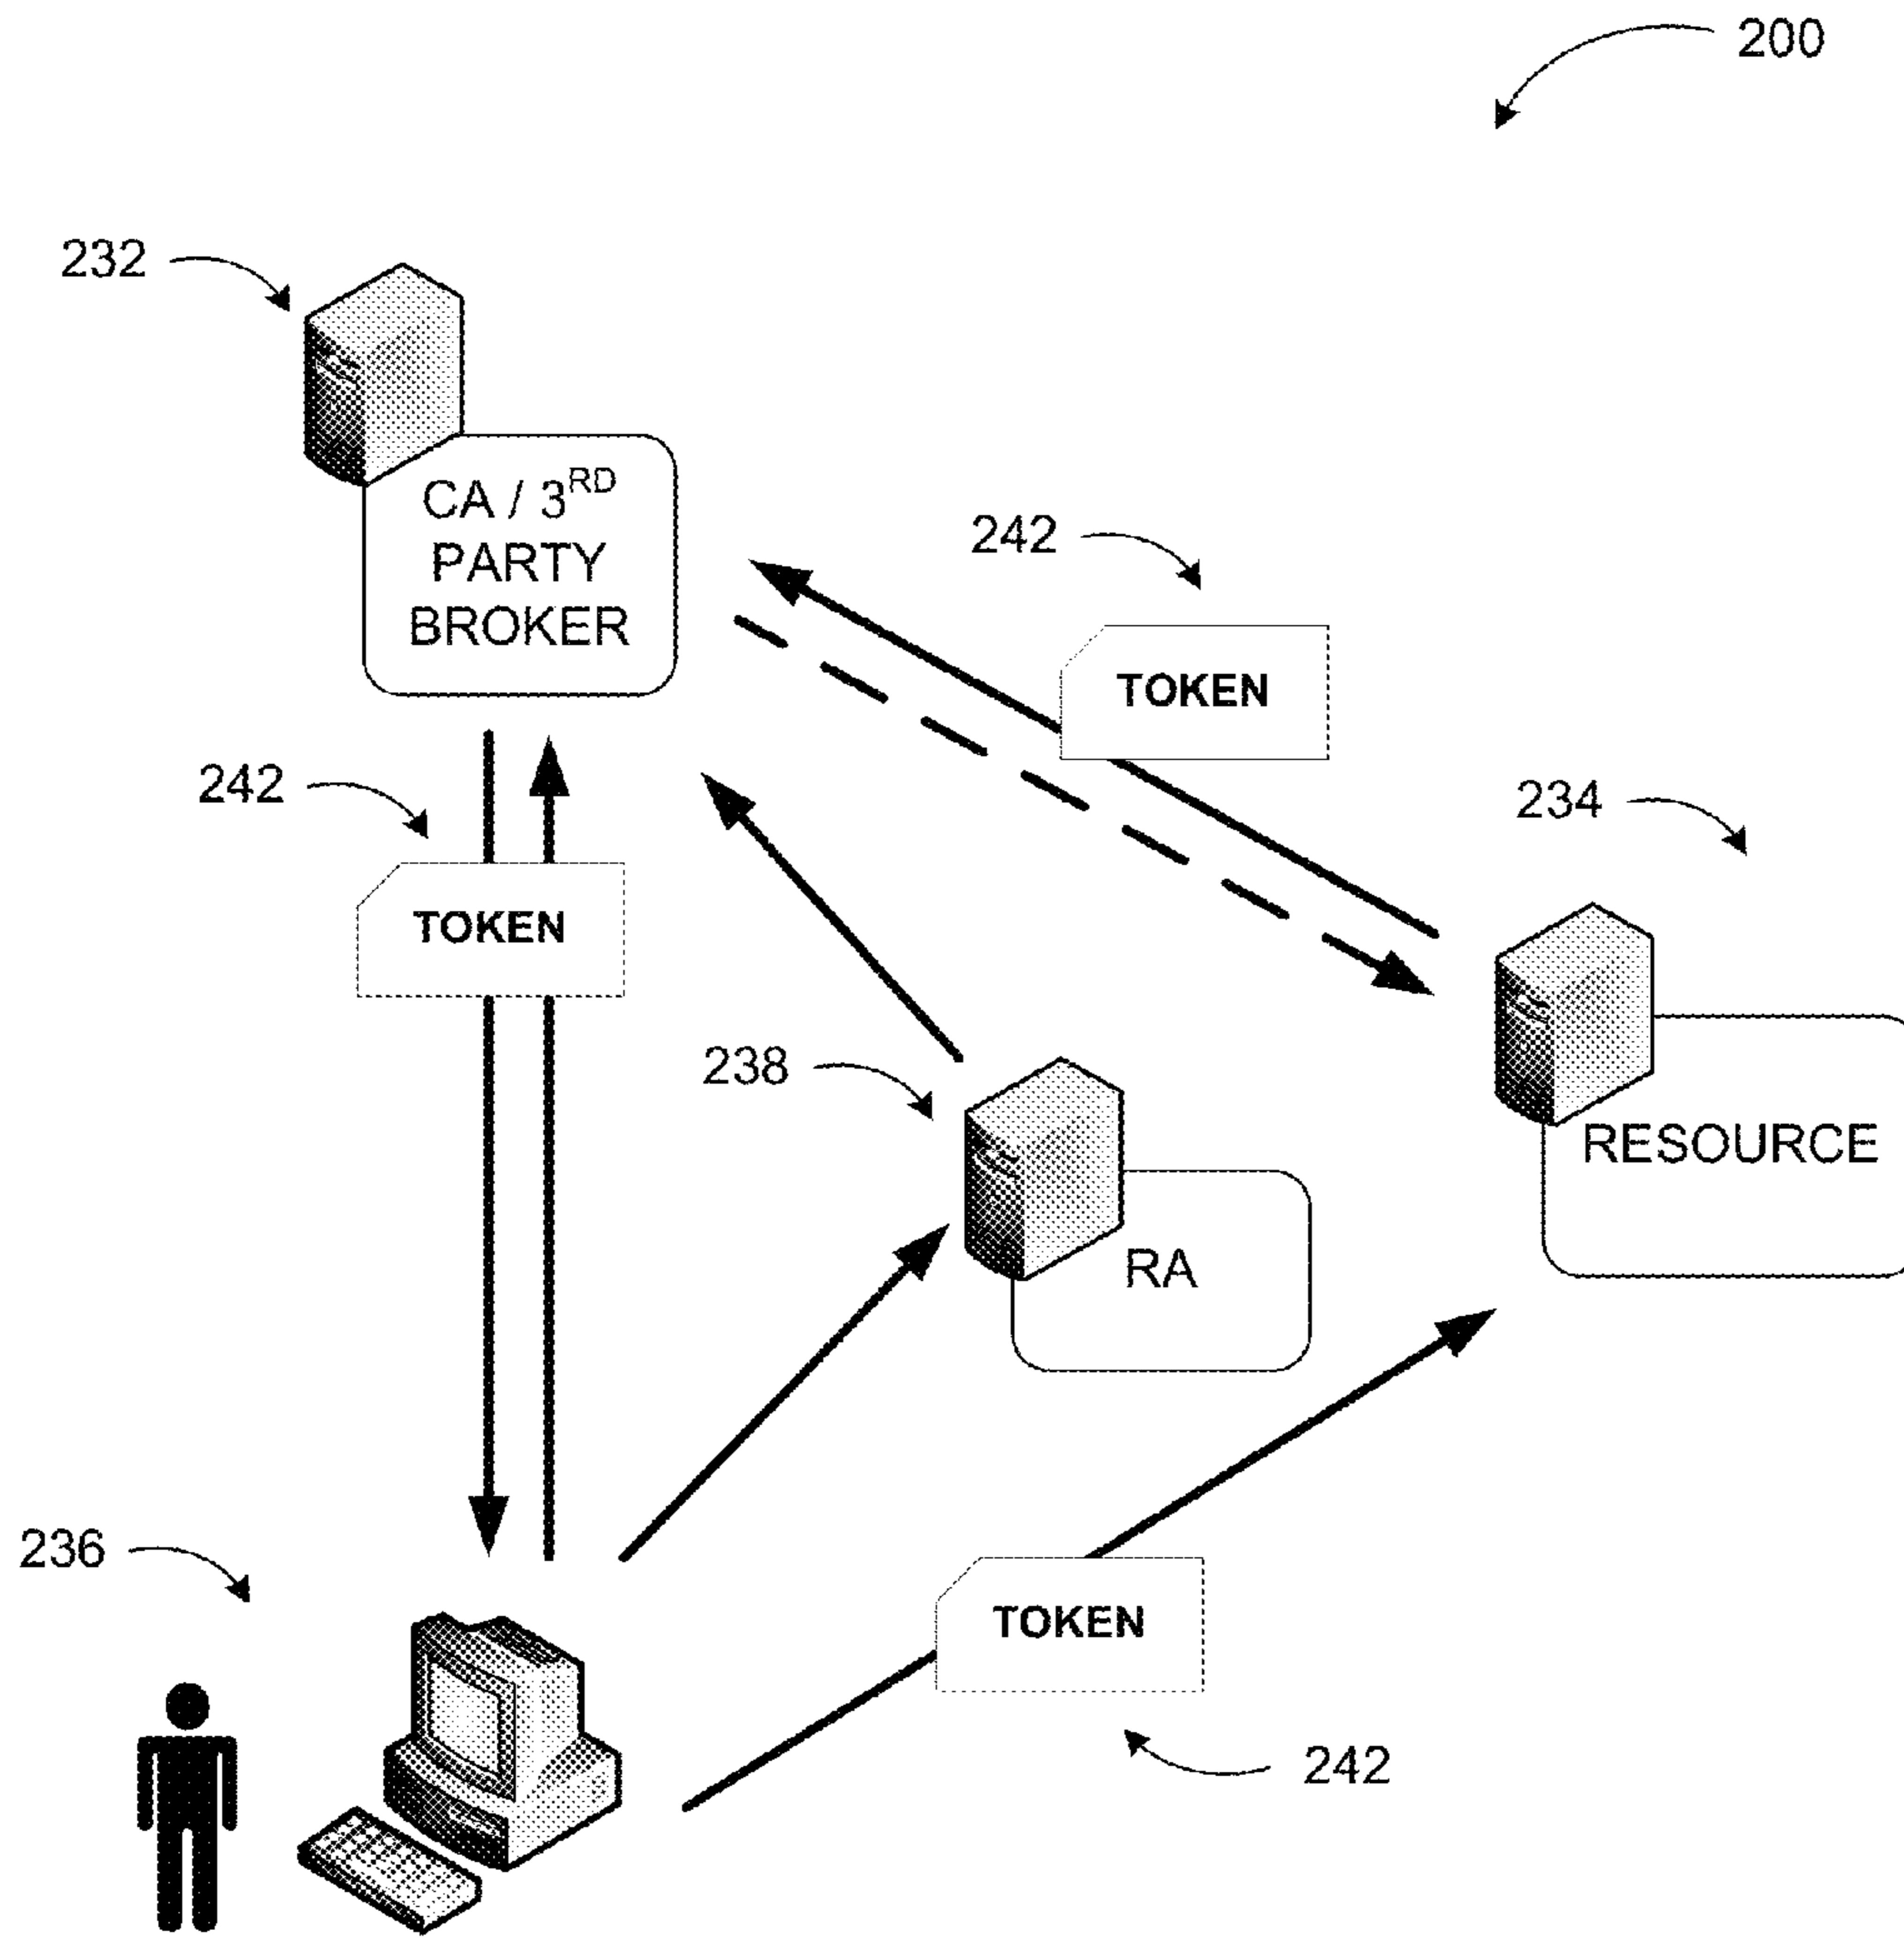 200
232
CA / 3RD
PARTY
BROKER
242
TOKEN
242
234
TOKEN
238
RESOURCE
RA
236
TOKEN
242